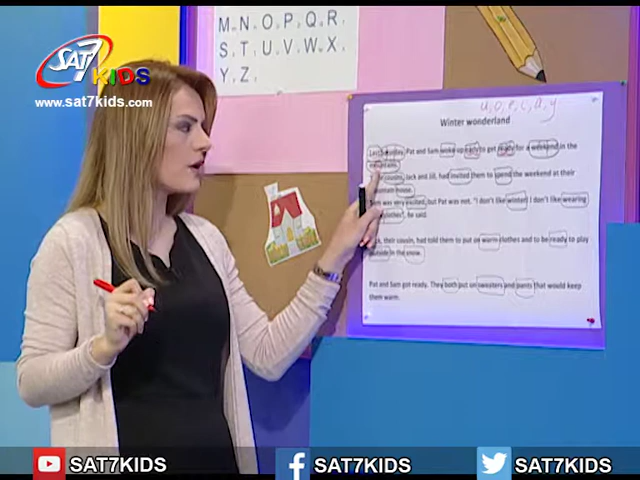 M N O P Q R
S T U V W X
Y Z
SAT 7 KIDS
www.sat7kids.com
u, o, e, i, a, y
Winter wonderland
Last Saturday, Pat and Sam woke up early to get ready for a weekend in the
mountains.
cousins, Jack and Jill, had invited them to spend the weekend at their
mountain house.
Sam was very excited, but Pat was not. "I don't like winter! I don't like wearing
clothes", he said.
their cousin, had told them to put on warm clothes and to be ready to play
outside in the snow.
Pat and Sam got ready. They both put on sweaters and pants that would keep
them warm.
SAT7KIDS
SAT7KIDS
SAT7KIDS